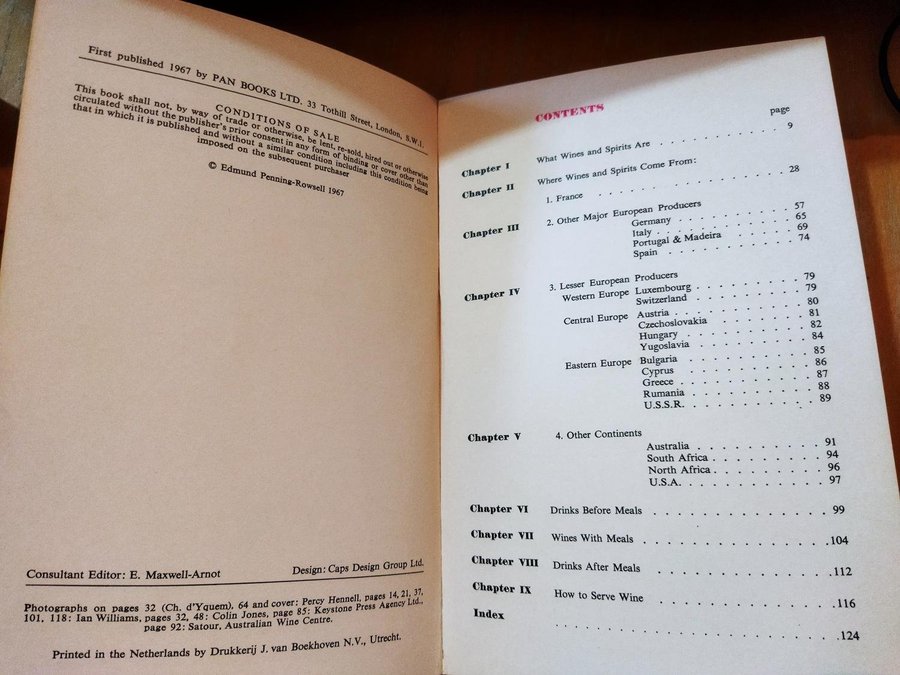 First published 1967 by PAN BOOKS LTD. 33 Tothill Street, London, S.W.1.
CONDITIONS OF SALE
This book shall not, by way of trade or otherwise, be lent, re-sold, hired out or otherwise
circulated without the publisher's prior consent in any form of binding or cover other than
that in which it is published and without a similar condition including this condition being
imposed on the subsequent purchaser
© Edmund Penning-Rowsell 1967
Consultant Editor: E. Maxwell-Arnot Design: Caps Design Group Ltd.
Photographs on pages 32 (Ch. d'Yquem), 64 and cover: Percy Hennell, pages 14, 21, 37,
101, 118: Ian Williams, pages 32, 48: Colin Jones, page 85: Keystone Press Agency Ltd.,
page 92: Satour, Australian Wine Centre.
Printed in the Netherlands by Drukkerij J. van Boekhoven N.V., Utrecht.
CONTENTS
page
Chapter I What Wines and Spirits Are . . . . . . . . . . 9
Chapter II Where Wines and Spirits Come From:
1. France . . . . . . . . . . 28
Chapter III 2. Other Major European Producers
Germany . . . . . . . . . . 57
Italy . . . . . . . . . . 65
Portugal & Madeira . . . . . . . . 69
Spain . . . . . . . . . . 74
Chapter IV 3. Lesser European Producers
Western Europe Luxembourg . . . . . . . . . . 79
Switzerland . . . . . . . . . . 79
Central Europe Austria . . . . . . . . . . 80
Czechoslovakia . . . . . . . . . . 81
Hungary . . . . . . . . . . 82
Yugoslavia . . . . . . . . . . 84
Eastern Europe Bulgaria . . . . . . . . . . 85
Cyprus . . . . . . . . . . 86
Greece . . . . . . . . . . 87
Rumania . . . . . . . . . . 88
U.S.S.R. . . . . . . . . . . 89
Chapter V 4. Other Continents
Australia . . . . . . . . . . 91
South Africa . . . . . . . . . . 94
North Africa . . . . . . . . . . 96
U.S.A. . . . . . . . . . . 97
Chapter VI Drinks Before Meals . . . . . . . . . . 99
Chapter VII Wines With Meals . . . . . . . . . . 104
Chapter VIII Drinks After Meals . . . . . . . . . . 112
Chapter IX How to Serve Wine . . . . . . . . . . 116
Index . . . . . . . . . . 124